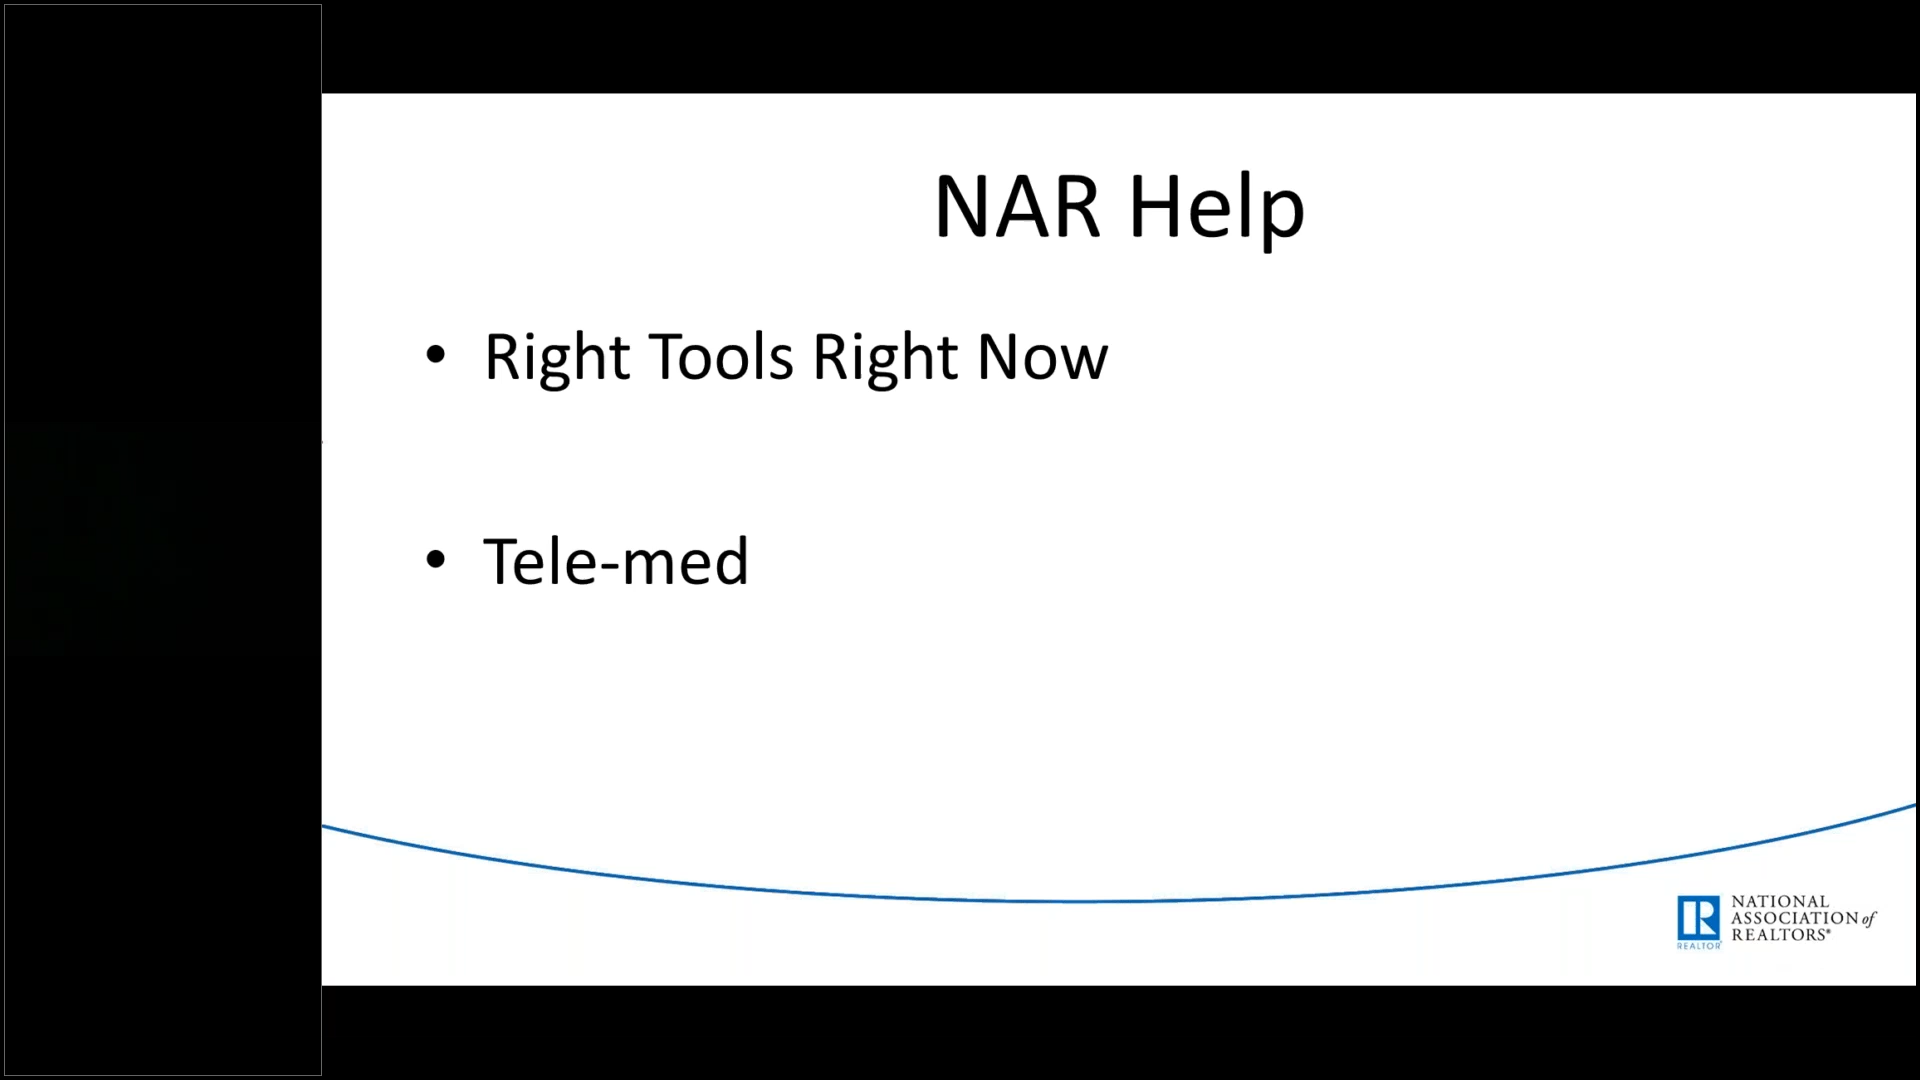 NAR Help
• Right Tools Right Now
• Tele-med
NATIONAL
ASSOCIATION of
REALTORS®
REALTOR